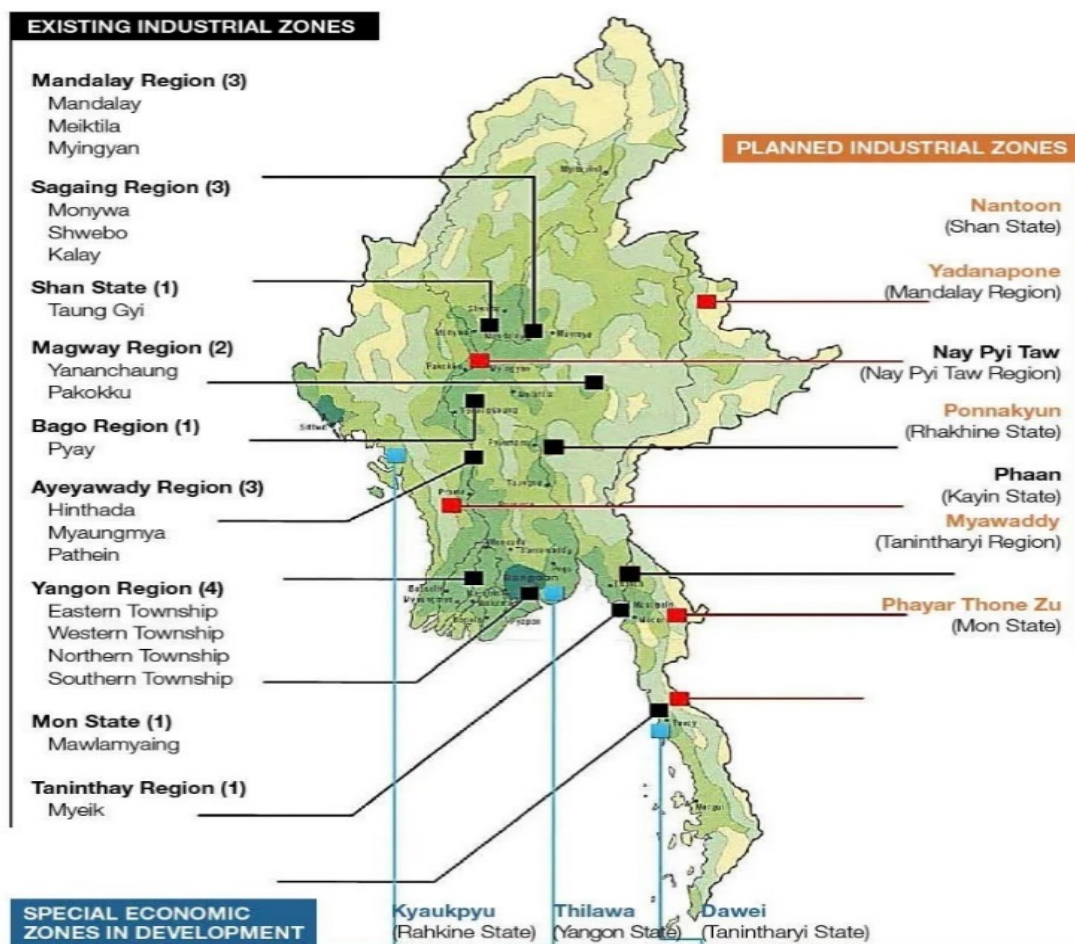 EXISTING INDUSTRIAL ZONES
Mandalay Region (3)
Mandalay
Meiktila
Myingyan
Sagaing Region (3)
Monywa
Shwebo
Kalay
Shan State (1)
Taung Gyi
Magway Region (2)
Yananchaung
Pakokku
Bago Region (1)
Pyay
Ayeyawady Region (3)
Hinthada
Myaungmya
Pathein
Yangon Region (4)
Eastern Township
Western Township
Northern Township
Southern Township
Mon State (1)
Mawlamyaing
Taninthay Region (1)
Myeik
PLANNED INDUSTRIAL ZONES
Nantoon
(Shan State)
Yadanapone
(Mandalay Region)
Nay Pyi Taw
(Nay Pyi Taw Region)
Ponnakyun
(Rhakhine State)
Phaan
(Kayin State)
Myawaddy
(Tanintharyi Region)
Phayar Thone Zu
(Mon State)
SPECIAL ECONOMIC
ZONES IN DEVELOPMENT
Kyaukpyu
(Rahkine State)
Thilawa
(Yangon State)
Dawei
(Tanintharyi State)